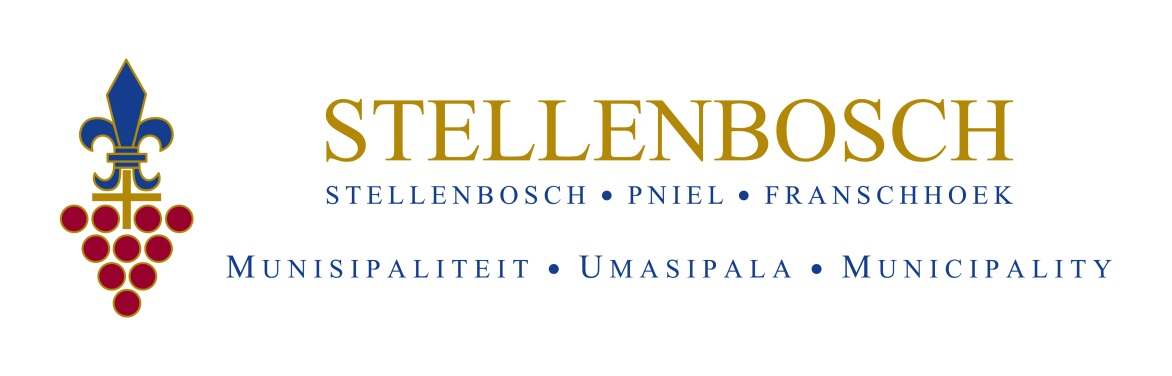 STELLENBOSCH
STELLENBOSCH • PNIEL • FRANSCHHOEK
MUNISIPALITEIT • UMASIPALA • MUNICIPALITY